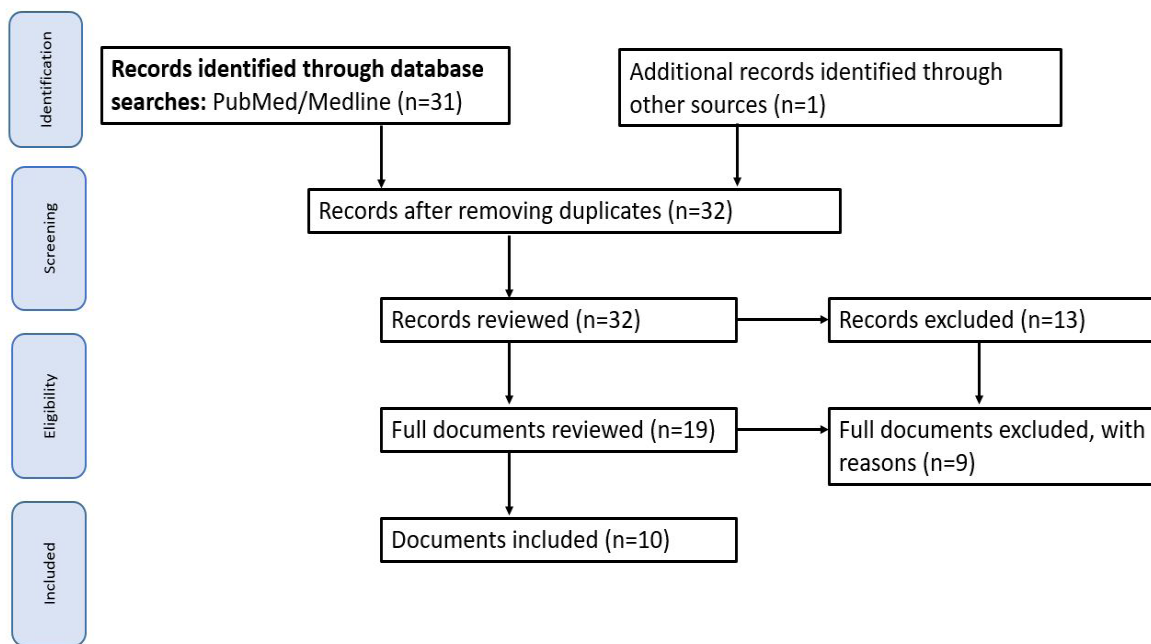 Identification
Records identified through database
searches: PubMed/Medline (n=31)
Additional records identified through
other sources (n=1)
Screening
Records after removing duplicates (n=32)
Records reviewed (n=32)
Records excluded (n=13)
Eligibility
Full documents reviewed (n=19)
Full documents excluded, with
reasons (n=9)
Included
Documents included (n=10)